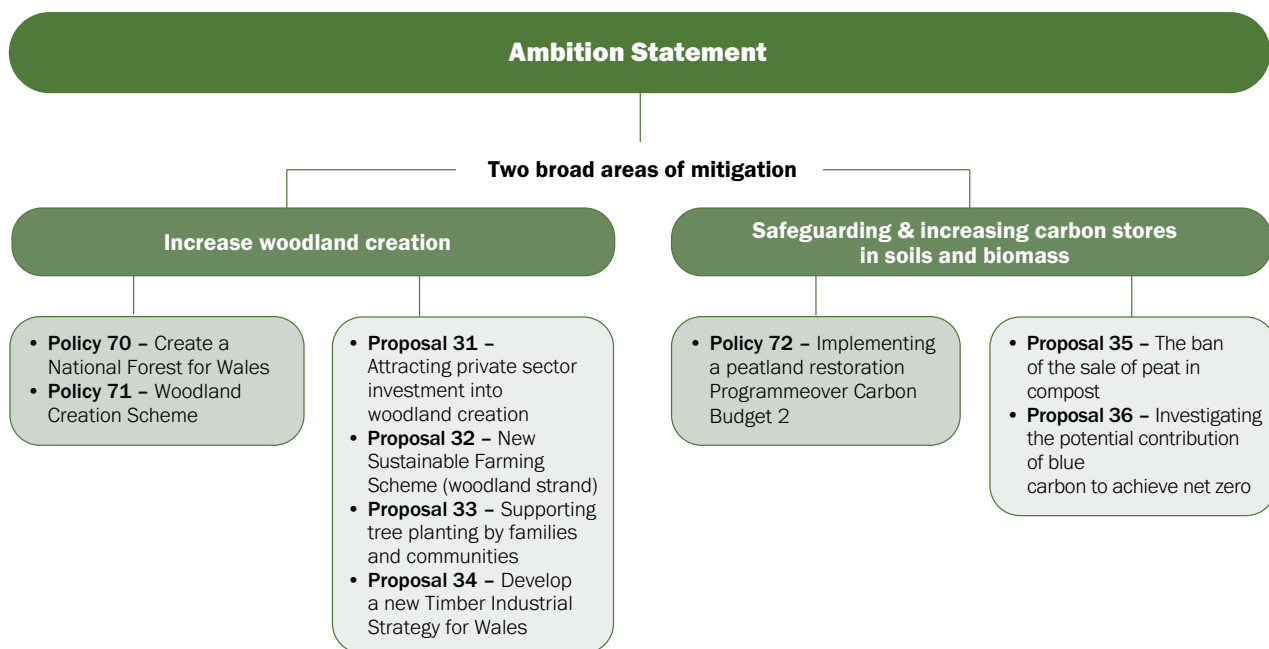 Ambition Statement
Two broad areas of mitigation
Increase woodland creation
• Policy 70 – Create a
National Forest for Wales
• Policy 71 – Woodland
Creation Scheme
• Proposal 31 –
Attracting private sector
investment into
woodland creation
• Proposal 32 – New
Sustainable Farming
Scheme (woodland strand)
• Proposal 33 – Supporting
tree planting by families
and communities
• Proposal 34 – Develop
a new Timber Industrial
Strategy for Wales
Safeguarding & increasing carbon stores
in soils and biomass
• Policy 72 – Implementing
a peatland restoration
Programmeover Carbon
Budget 2
• Proposal 35 – The ban
of the sale of peat in
compost
• Proposal 36 – Investigating
the potential contribution
of blue
carbon to achieve net zero